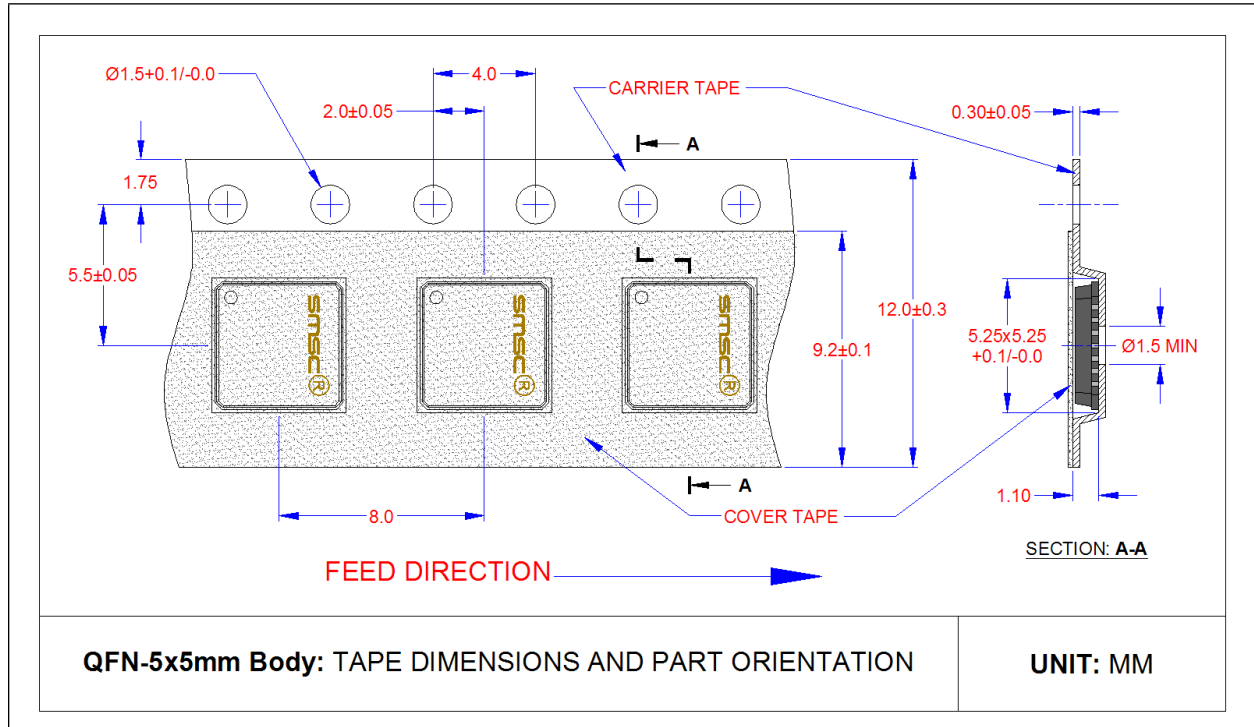 Ø1.5+0.1/-0.0
4.0
CARRIER TAPE
2.0±0.05
0.30±0.05
A
1.75
5.5±0.05
12.0±0.3
9.2±0.1
5.25x5.25
+0.1/-0.0
Ø1.5 MIN
smsc®
smsc®
smsc®
A
1.10
8.0
COVER TAPE
SECTION: A-A
FEED DIRECTION
QFN-5x5mm Body: TAPE DIMENSIONS AND PART ORIENTATION
UNIT: MM